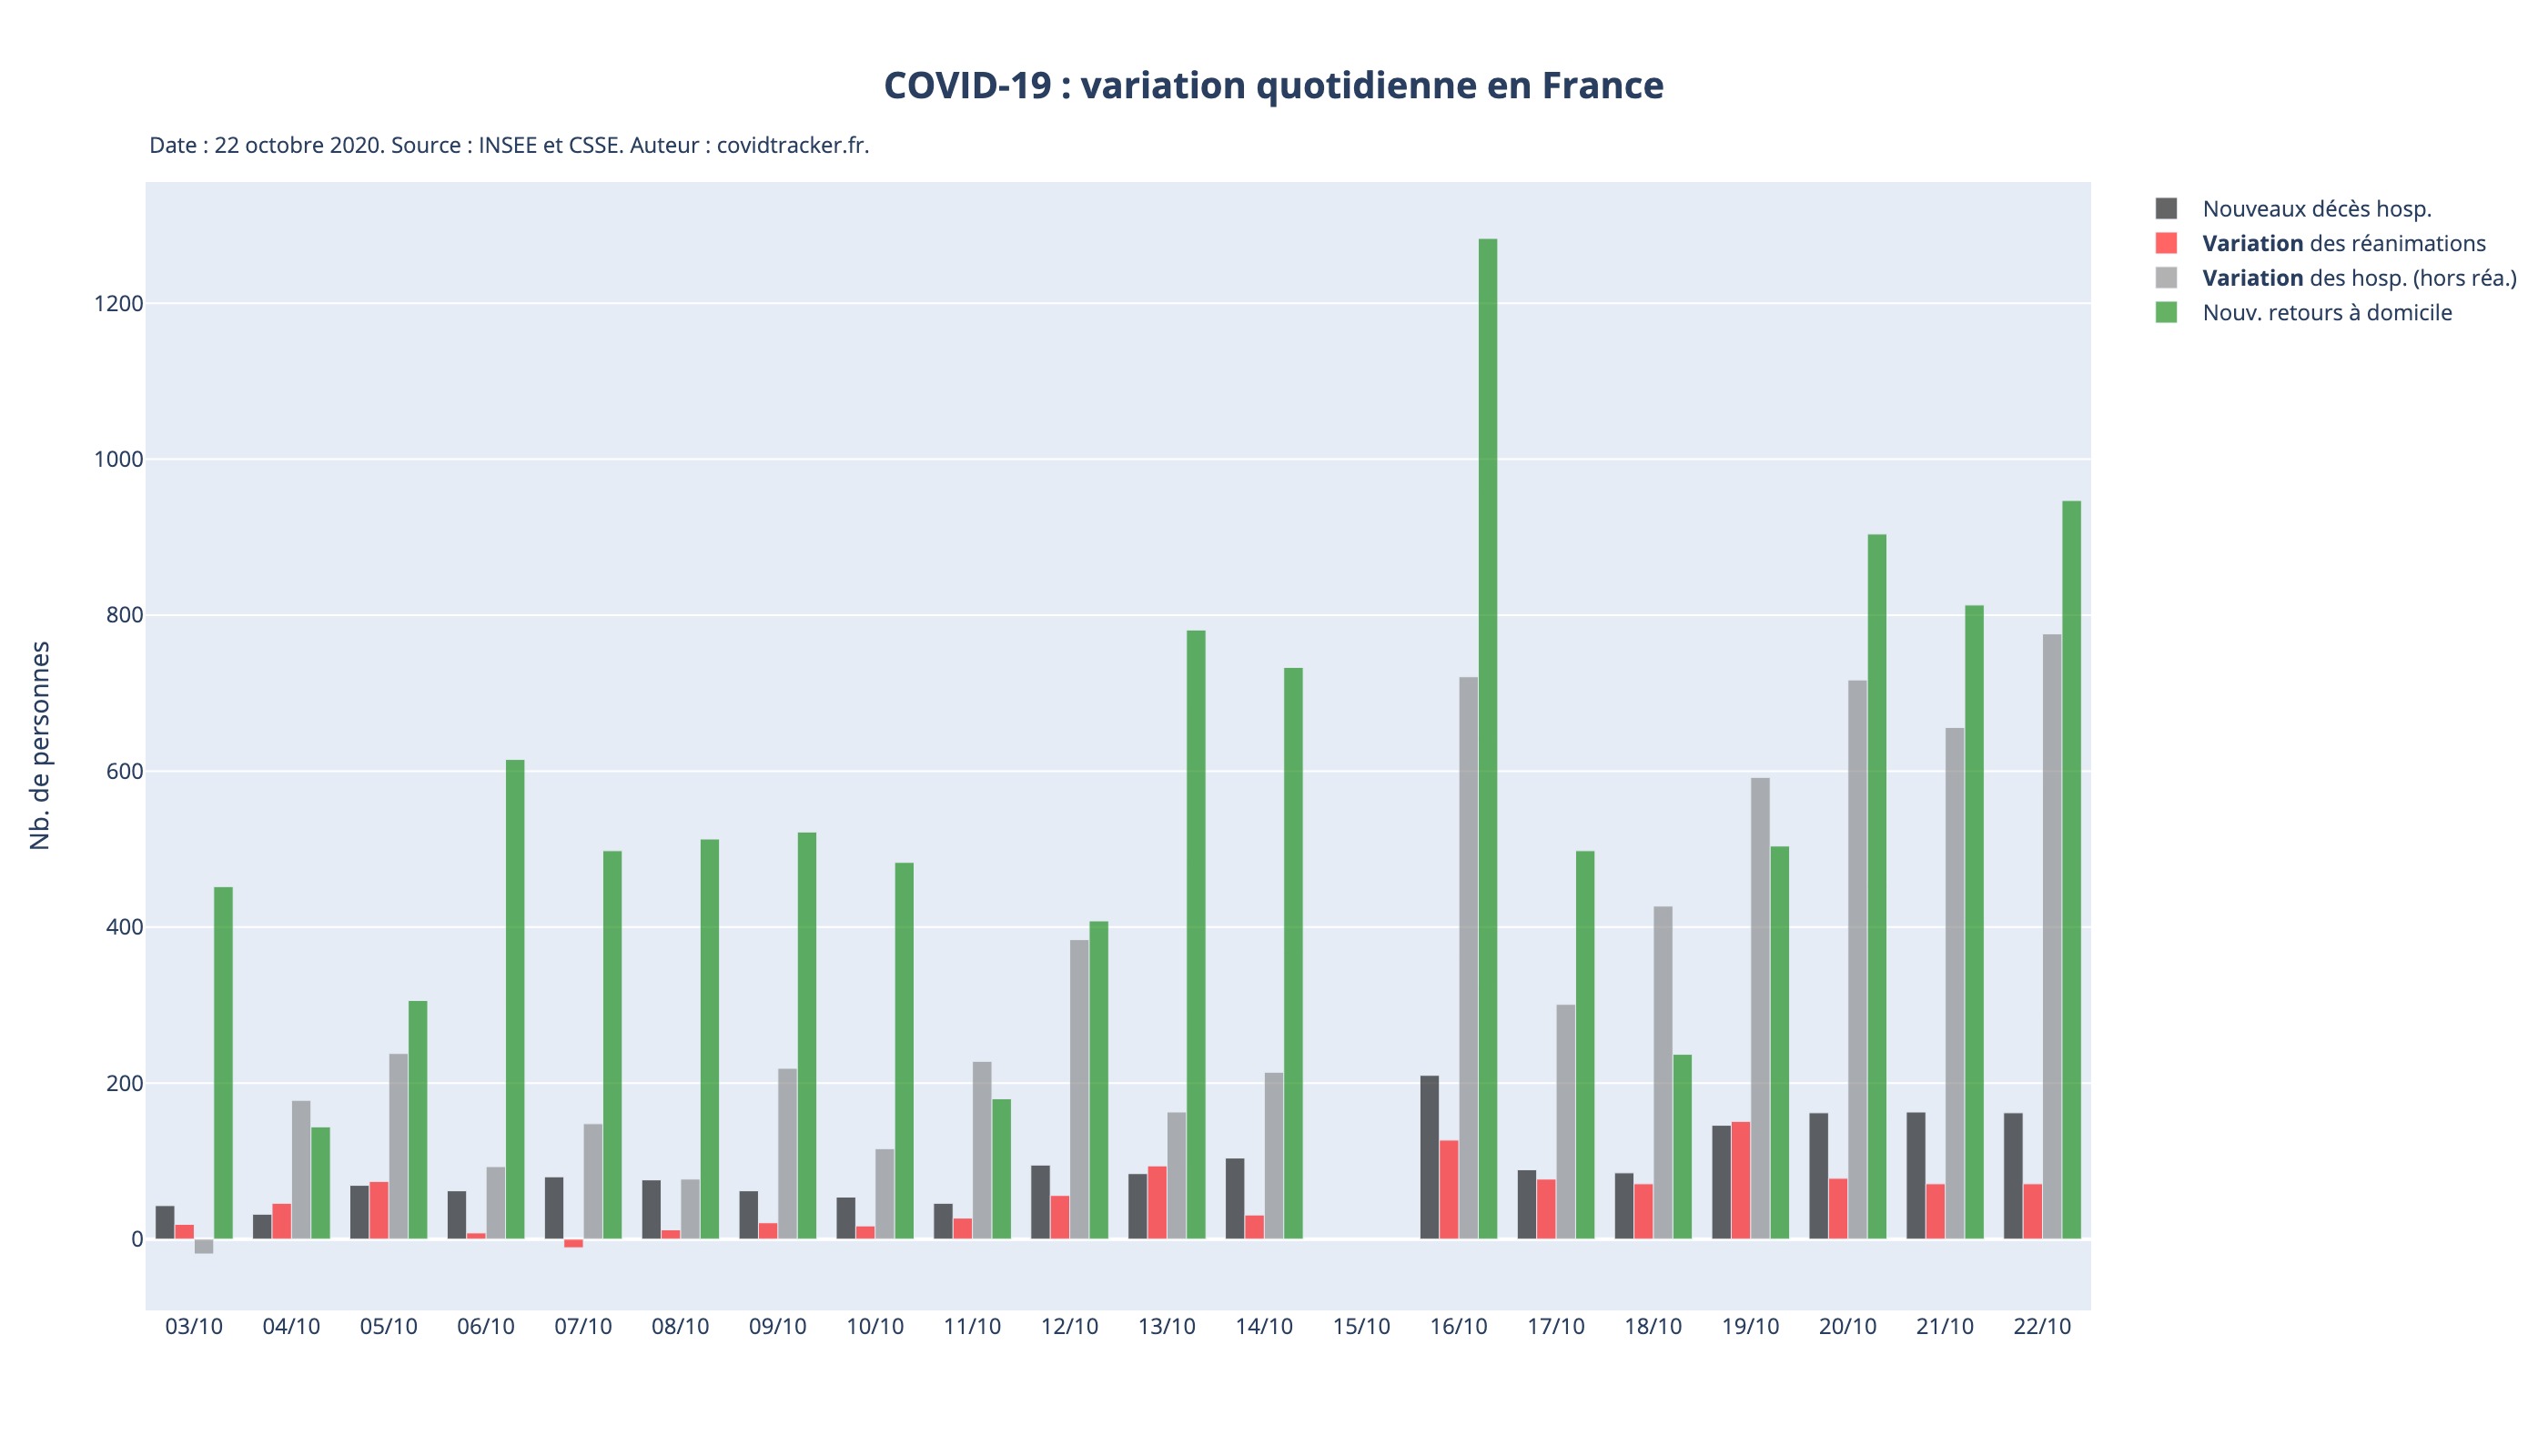 COVID-19 : variation quotidienne en France
Date : 22 octobre 2020. Source : INSEE et CSSE. Auteur : covidtracker.fr.
Nouveaux décès hosp.
Variation des réanimations
Variation des hosp. (hors réa.)
Nouv. retours à domicile
Nb. de personnes
1200
1000
800
600
400
200
0
03/10 04/10 05/10 06/10 07/10 08/10 09/10 10/10 11/10 12/10 13/10 14/10 15/10 16/10 17/10 18/10 19/10 20/10 21/10 22/10